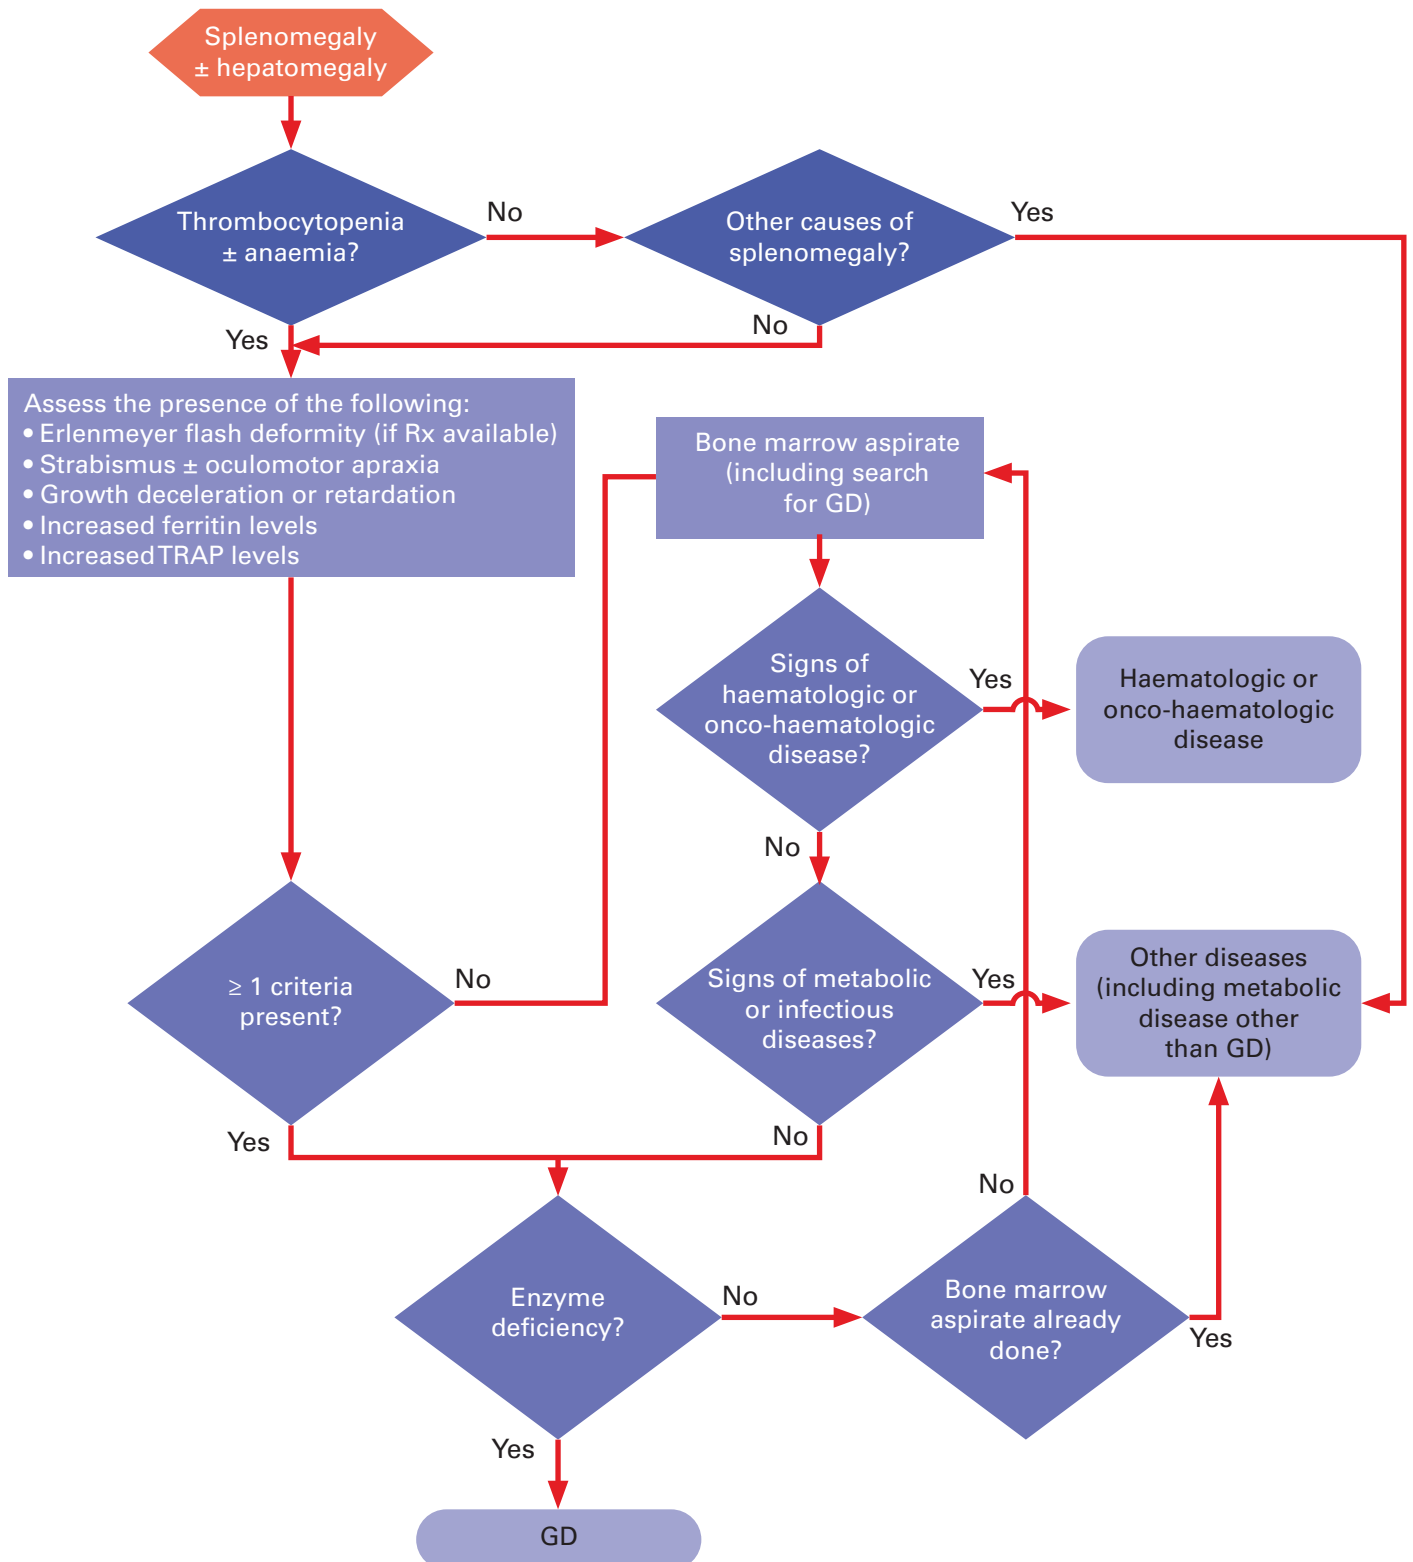 Splenomegaly
± hepatomegaly
Thrombocytopenia
± anaemia?
No
Other causes of
splenomegaly?
Yes
Yes
No
Assess the presence of the following:
• Erlenmeyer flash deformity (if Rx available)
• Strabismus ± oculomotor apraxia
• Growth deceleration or retardation
• Increased ferritin levels
• Increased TRAP levels
Bone marrow aspirate
(including search
for GD)
Signs of
haematologic or
onco-haematologic
disease?
Yes
Haematologic or
onco-haematologic
disease
No
≥ 1 criteria
present?
No
Signs of metabolic
or infectious
diseases?
Yes
Other diseases
(including metabolic
disease other
than GD)
Yes
No
Enzyme
deficiency?
No
Bone marrow
aspirate already
done?
No
Yes
Yes
GD